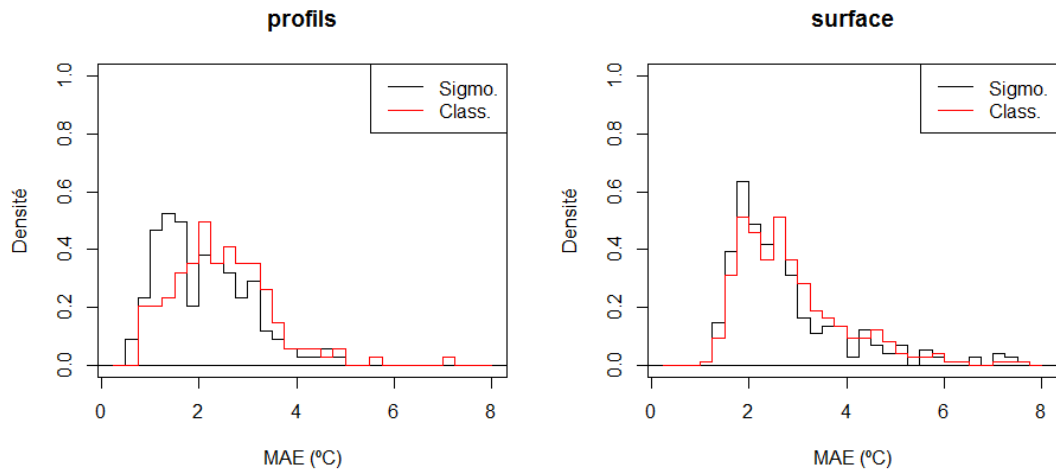 profils
Densité
1.0
0.8
0.6
0.4
0.2
0.0
Sigmo.
Class.
0 2 4 6 8
MAE (ºC)
surface
Densité
1.0
0.8
0.6
0.4
0.2
0.0
Sigmo.
Class.
0 2 4 6 8
MAE (ºC)